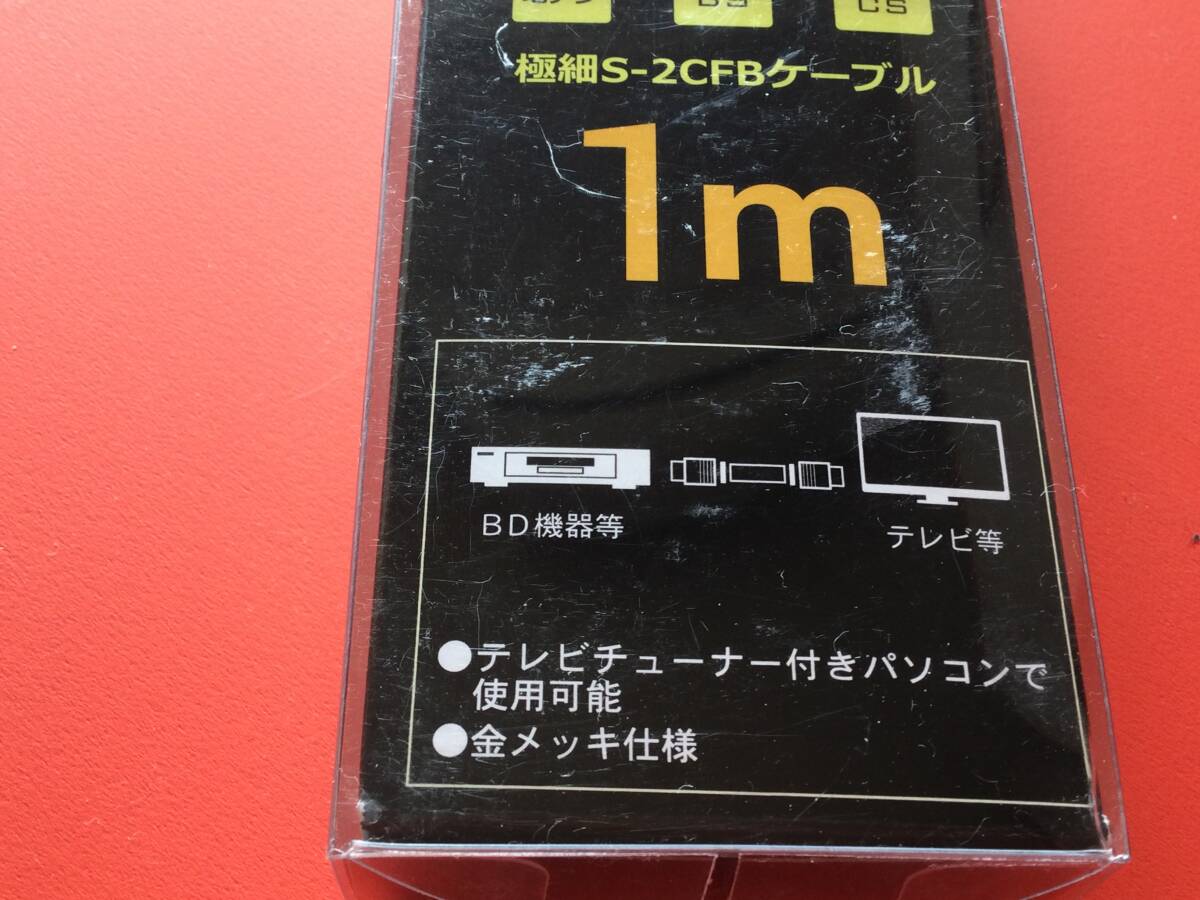 BS
CS
極細S-2CFBケーブル
1m
BD機器等
テレビ等
●テレビチューナー付きパソコンで
使用可能
●金メッキ仕様